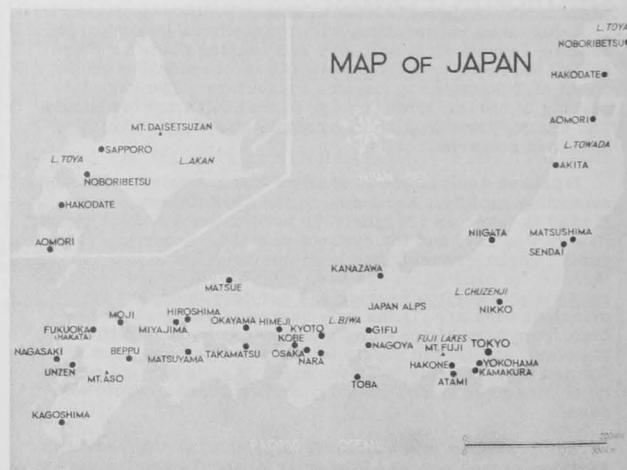 MAP OF JAPAN
L. TOYA
NOBORIBETSU
HAKODATE
AOMORI
L. TOWADA
AKITA
MT. DAISETSUZAN
SAPPORO
L. TOYA
L. AKAN
NOBORIBETSU
HAKODATE
AOMORI
NIIGATA
MATSUSHIMA
SENDAI
KANAZAWA
MATSUE
L. CHUZENJI
NIKKO
JAPAN ALPS
MOJI
HIROSHIMA
MIYAJIMA
OKAYAMA
HIMEJI
L. BIWA
KYOTO
KOBE
GIFU
FUKUOKA
(HAKATA)
NAGOYA
FUJI LAKES
MT. FUJI
TOKYO
NAGASAKI
BEPPU
MATSUYAMA
TAKAMATSU
OSAKA
NARA
HAKONE
YOKOHAMA
KAMAKURA
UNZEN
MT. ASO
TOBA
ATAMI
KAGOSHIMA
0
0